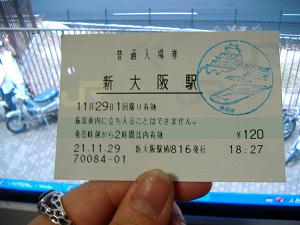 普通入場券
新大阪駅
11月29日1回限り有効
旅客車内に立ち入ることはできません。
発売時刻から2時間以内有効 ¥120
21.11.29 新大阪駅MV816発行 18:27
70084-01